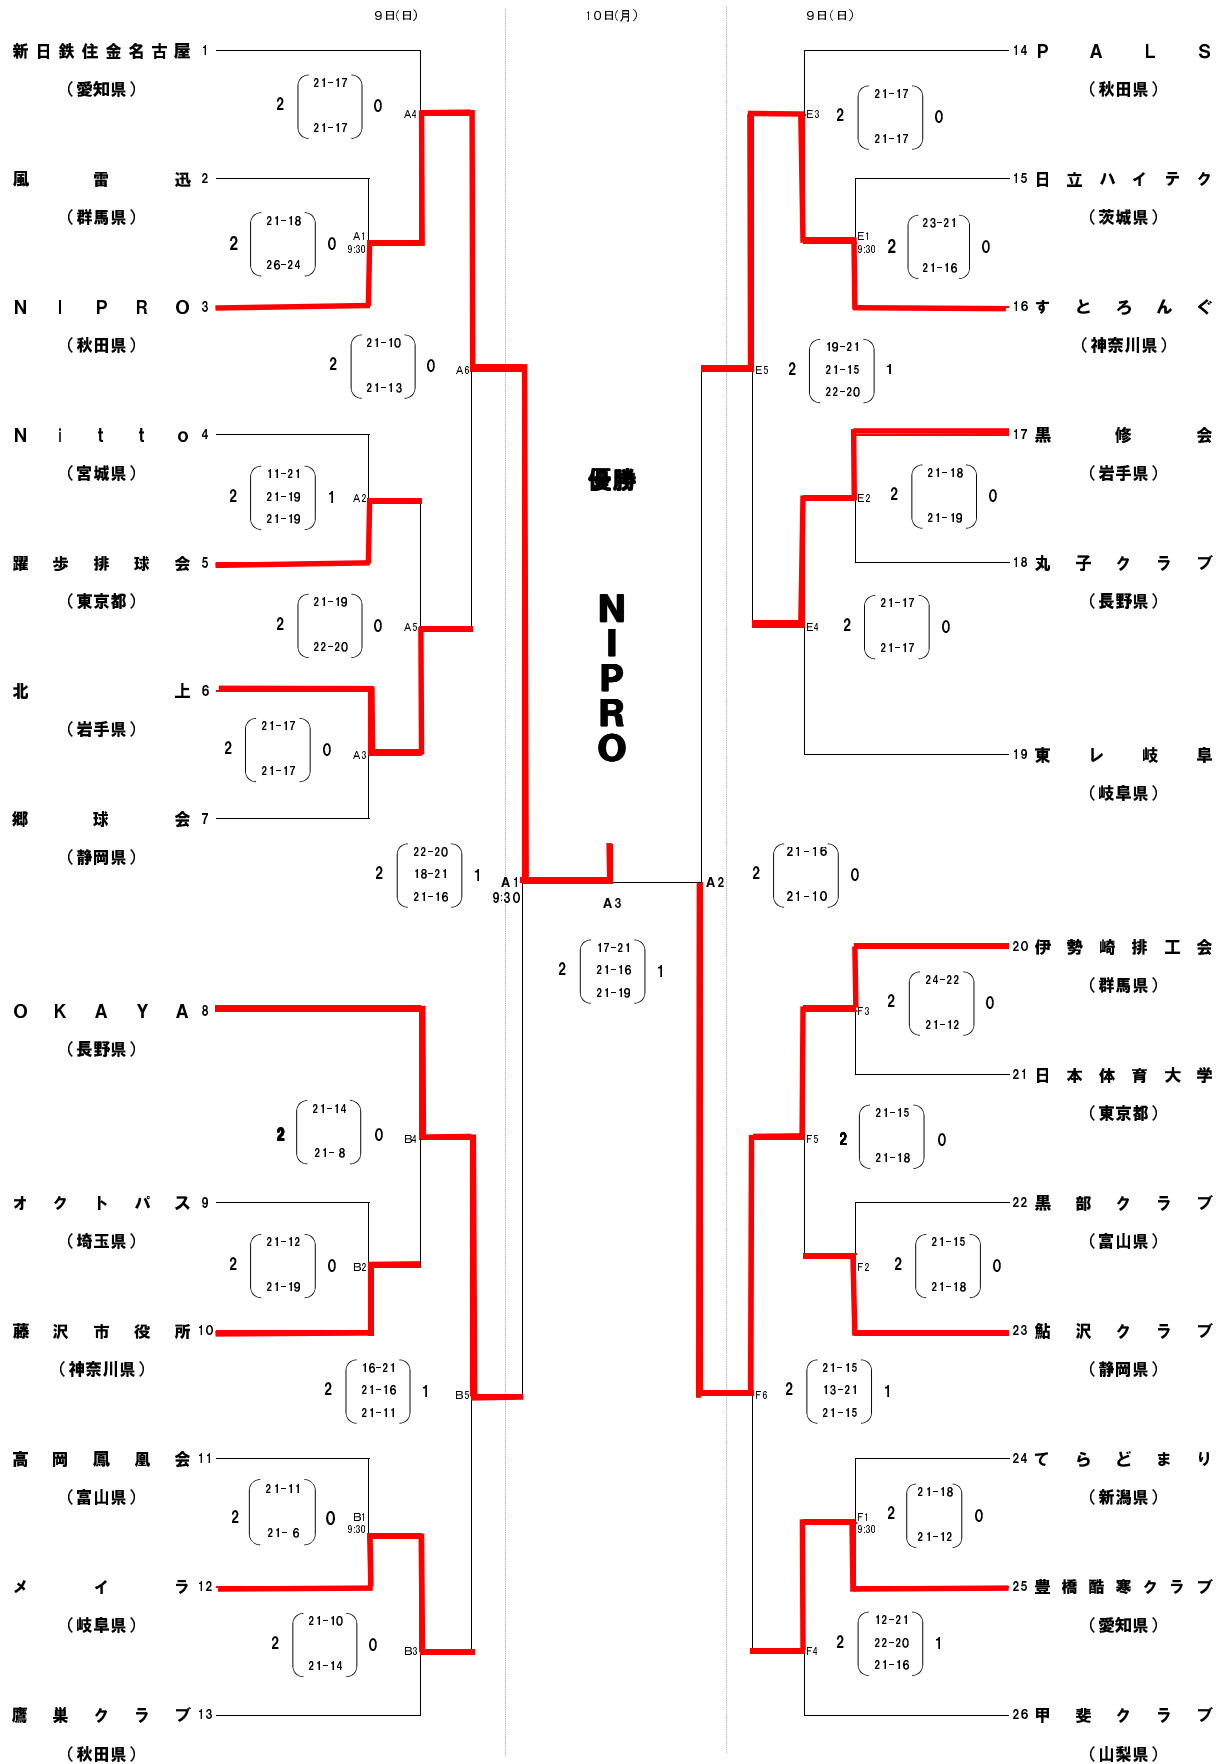 9日(日)
10日(月)
9日(日)
新日鉄住金名古屋 1
（愛知県）
2 21-17 0
21-17
A4
風雷迅 2
（群馬県）
2 21-18 0
26-24
A1
9:30
NIPRO 3
（秋田県）
2 21-10 0
21-13
A6
Nitto 4
（宮城県）
2 11-21 1
21-19
21-19
A2
躍歩排球会 5
（東京都）
2 21-19 0
22-20
A5
北上 6
（岩手県）
2 21-17 0
21-17
A3
郷球会 7
（静岡県）
2 22-20 1
18-21
21-16
A1
9:30
OKAYA 8
（長野県）
2 21-14 0
21-8
B4
オクトパス 9
（埼玉県）
2 21-12 0
21-19
B2
藤沢市役所 10
（神奈川県）
2 16-21 1
21-16
21-11
B5
高岡鳳凰会 11
（富山県）
2 21-11 0
21-6
B1
9:30
メイラ 12
（岐阜県）
2 21-10 0
21-14
B3
鷹巣クラブ 13
（秋田県）
優勝
NIPRO
A3
2 17-21 1
21-16
21-19
14 PALS
（秋田県）
E3
2 21-17 0
21-17
15 日立ハイテク
（茨城県）
E1
9:30
2 23-21 0
21-16
16 すとろんぐ
（神奈川県）
E5
2 19-21 1
21-15
22-20
17 黒修会
（岩手県）
E2
2 21-18 0
21-19
18 丸子クラブ
（長野県）
E4
2 21-17 0
21-17
19 東レ岐阜
（岐阜県）
A2
2 21-16 0
21-10
20 伊勢崎排工会
（群馬県）
F3
2 24-22 0
21-12
21 日本体育大学
（東京都）
F5
2 21-15 0
21-18
22 黒部クラブ
（富山県）
F2
2 21-15 0
21-18
23 鮎沢クラブ
（静岡県）
F6
2 21-15 1
13-21
21-15
24 てらどまり
（新潟県）
F1
9:30
2 21-18 0
21-12
25 豊橋酷寒クラブ
（愛知県）
F4
2 12-21 1
22-20
21-16
26 甲斐クラブ
（山梨県）